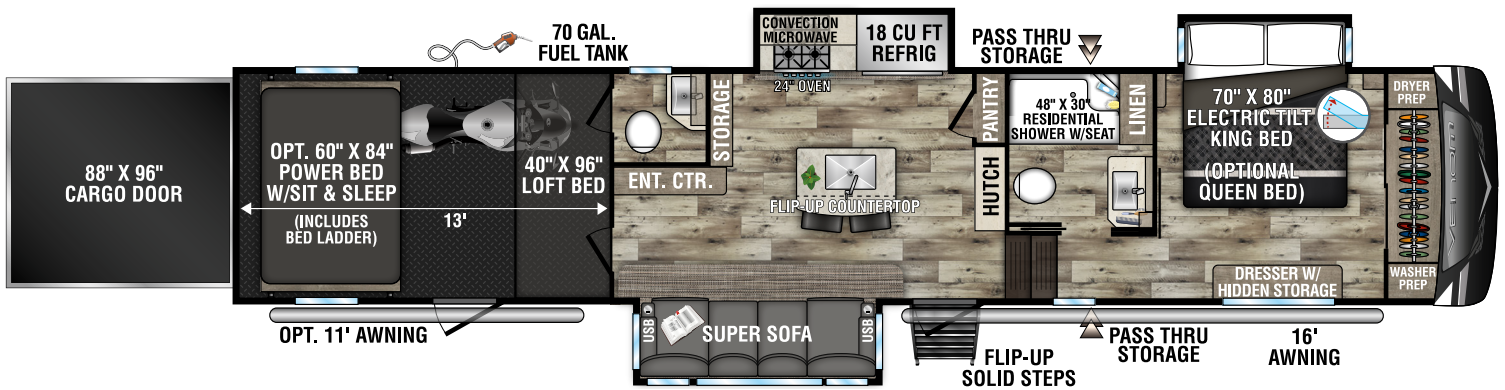 88" X 96"
CARGO DOOR
OPT. 60" X 84"
POWER BED
W/SIT & SLEEP
(INCLUDES
BED LADDER)
13'
OPT. 11' AWNING
70 GAL.
FUEL TANK
40" X 96"
LOFT BED
STORAGE
ENT. CTR.
CONVECTION
MICROWAVE
24" OVEN
18 CU FT
REFRIG
FLIP-UP COUNTERTOP
USB
SUPER SOFA
USB
PASS THRU
STORAGE
PANTRY
HUTCH
48" X 30"
RESIDENTIAL
SHOWER W/SEAT
LINEN
FLIP-UP
SOLID STEPS
PASS THRU
STORAGE
70" X 80"
ELECTRIC TILT
KING BED
(OPTIONAL
QUEEN BED)
DRESSER W/
HIDDEN STORAGE
16'
AWNING
DRYER
PREP
WASHER
PREP
VENOM